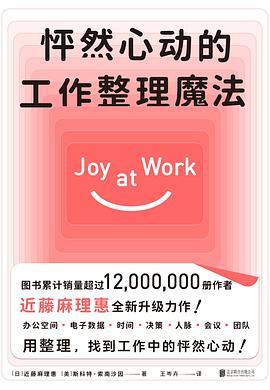 怦然心动的
工作整理魔法
Joy at Work
图书累计销量超过12,000,000册作者
近藤麻理惠全新升级力作！
办公空间·电子数据·时间·决策·人脉·会议·团队
用整理，找到工作中的怦然心动！
［日］近藤麻理惠 ［美］斯科特·索南沙因——著 王岑卉——译